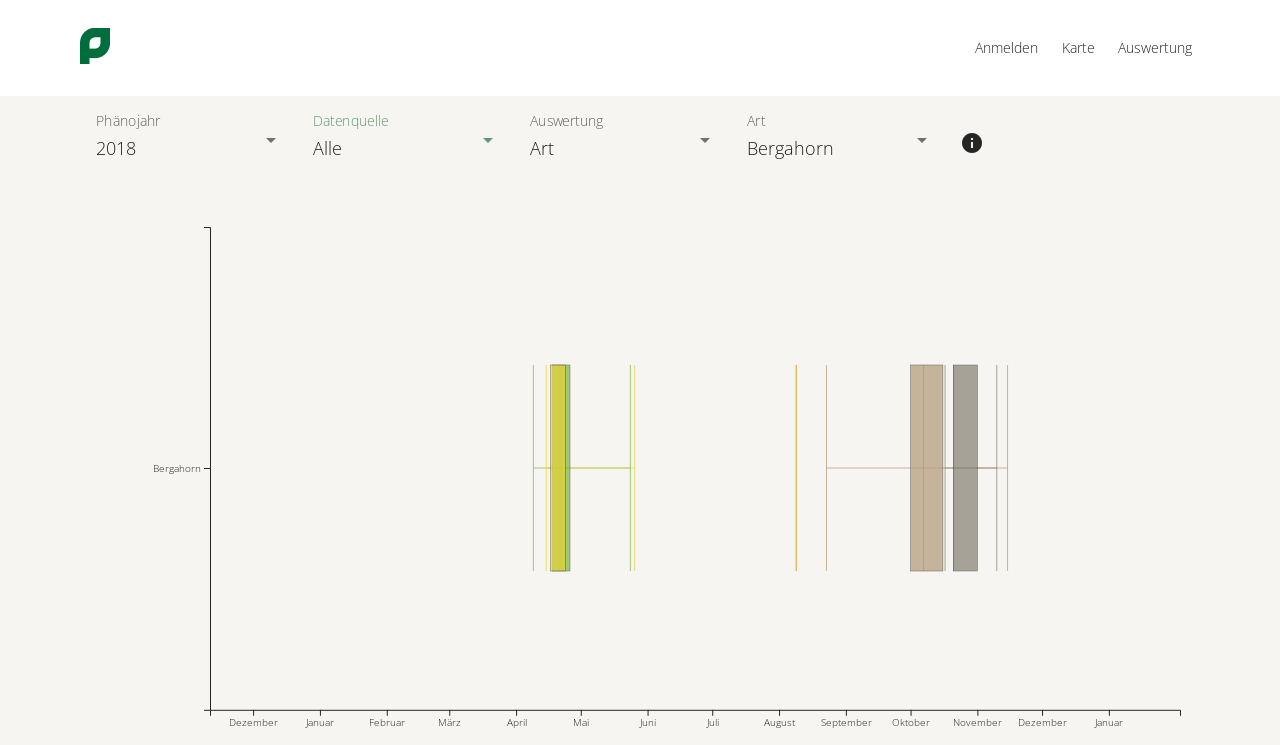 Anmelden Karte Auswertung
Phänojahr Datenquelle Auswertung Art
2018 Alle Art Bergahorn
Bergahorn
Dezember Januar Februar März April Mai Juni Juli August September Oktober November Dezember Januar